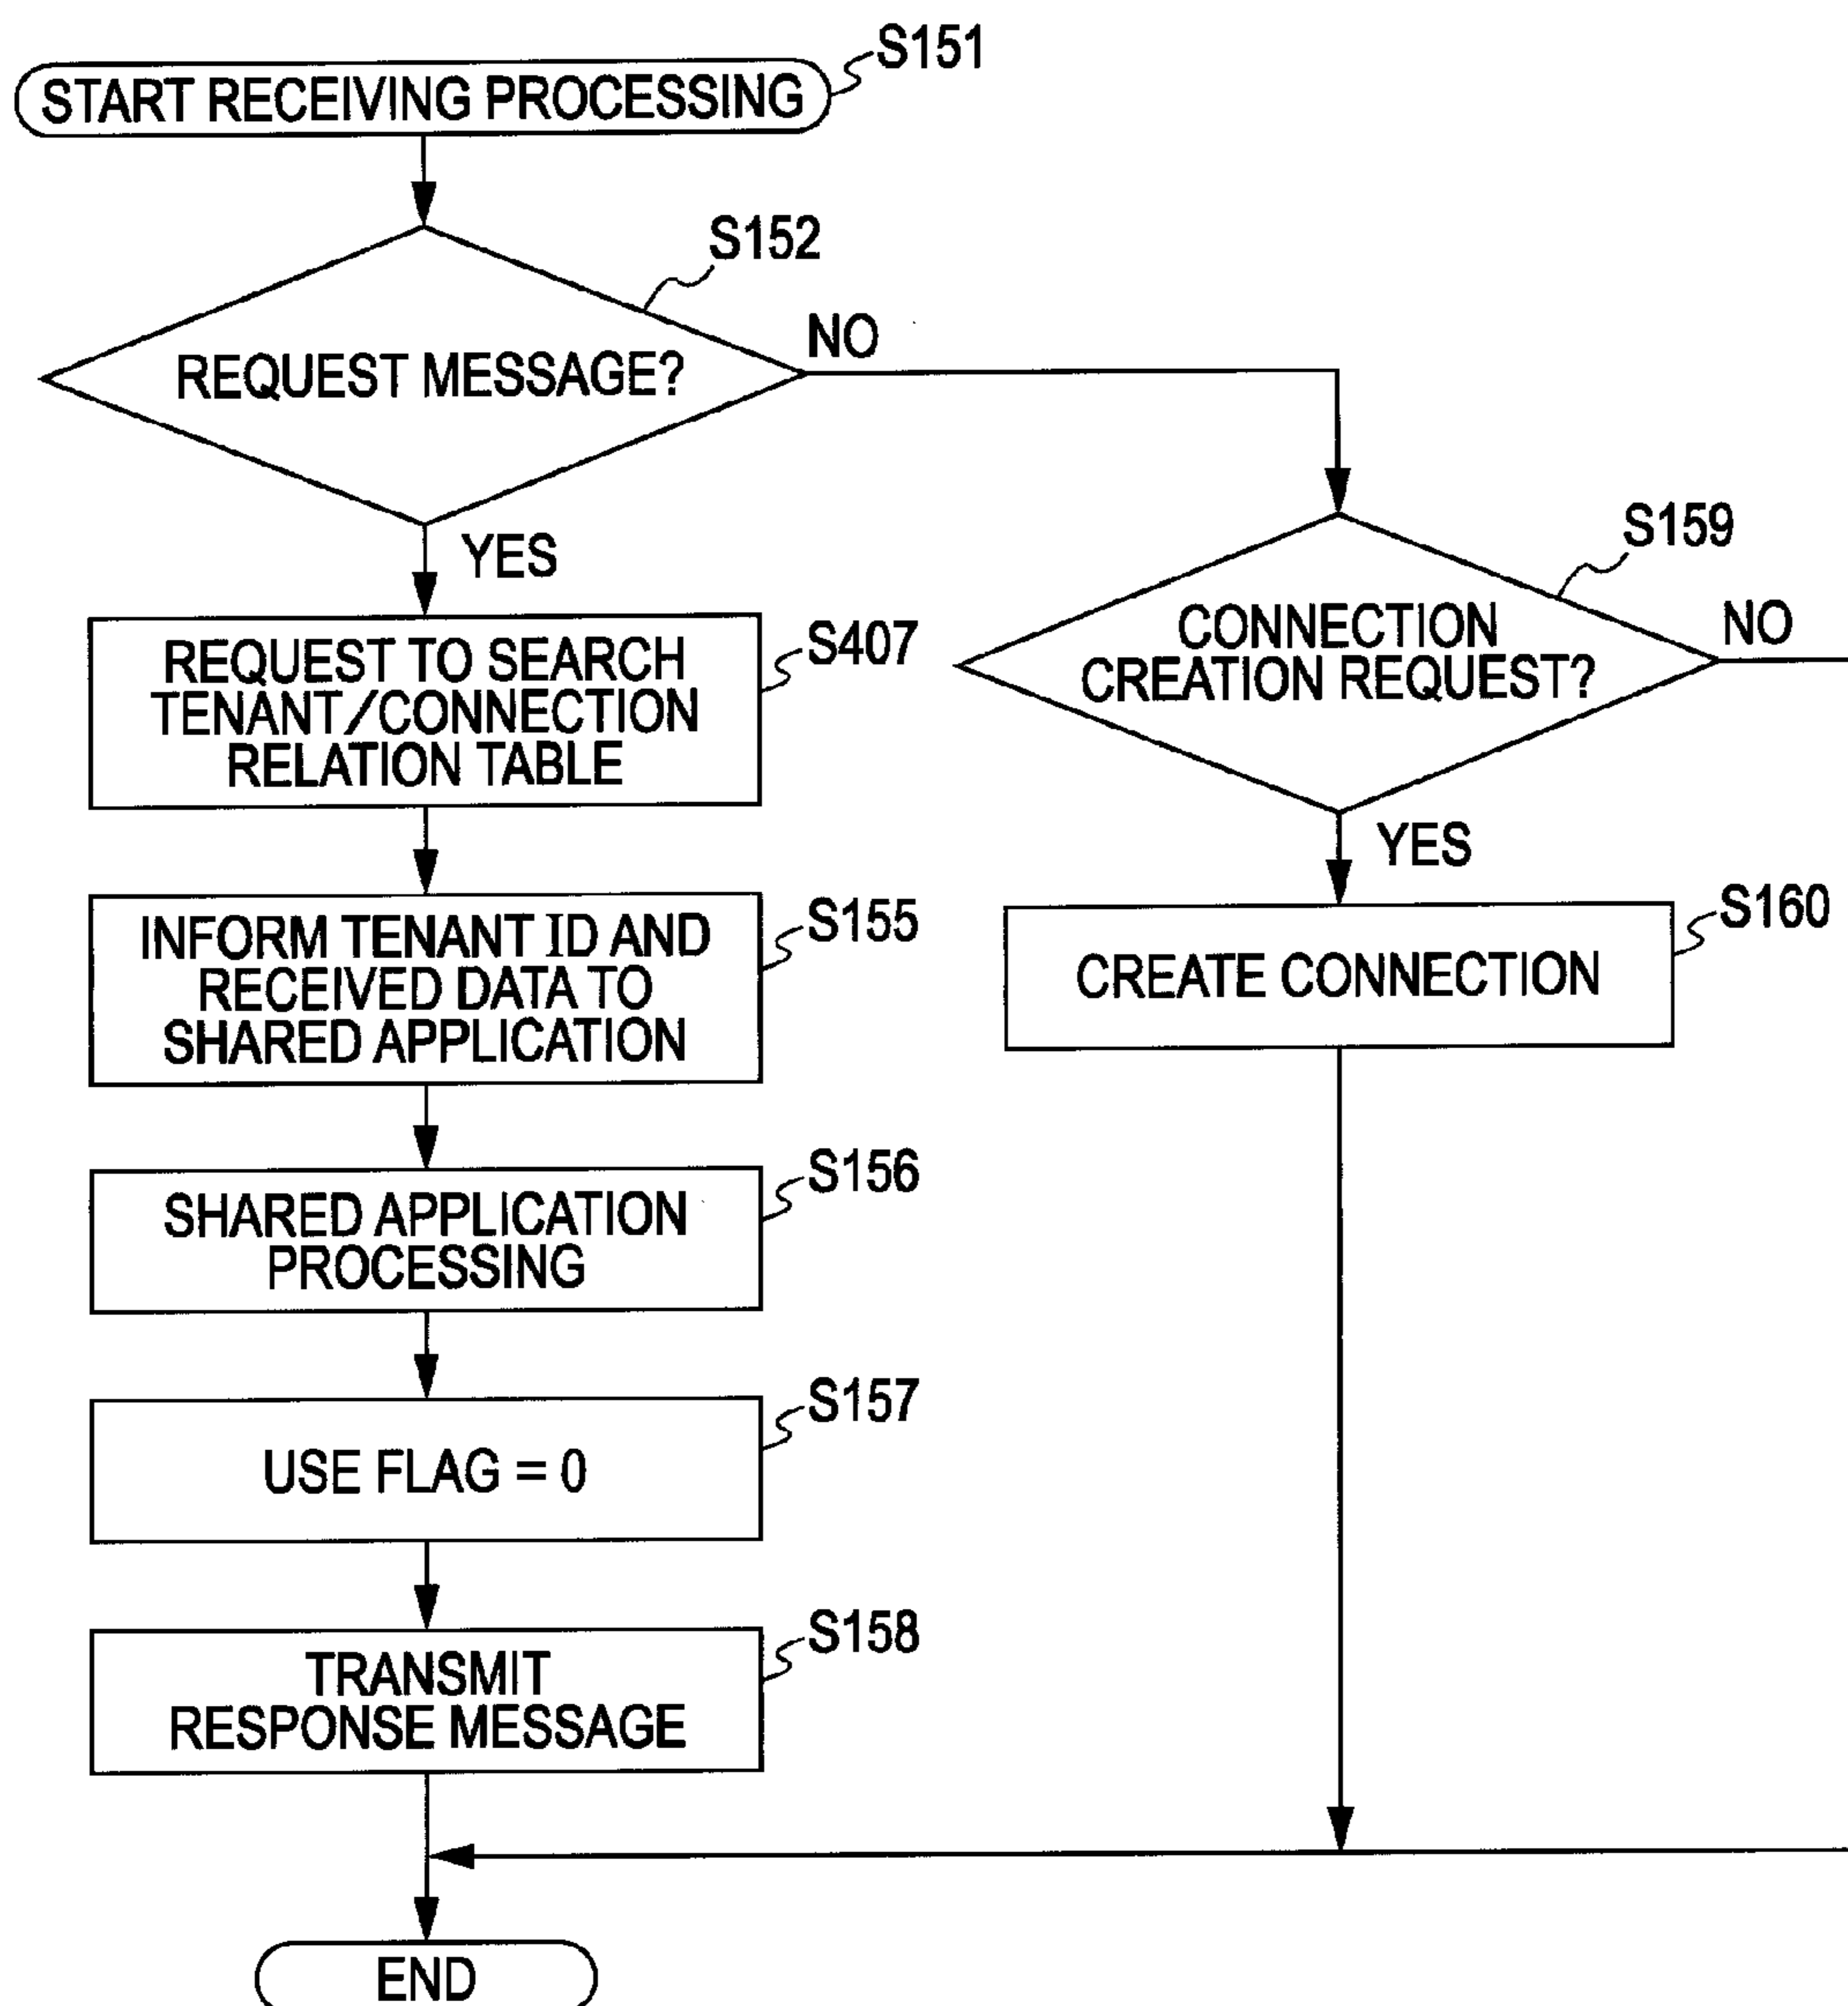 START RECEIVING PROCESSING
S151
S152
REQUEST MESSAGE?
NO
YES
REQUEST TO SEARCH
TENANT/CONNECTION
RELATION TABLE
S407
INFORM TENANT ID AND
RECEIVED DATA TO
SHARED APPLICATION
S155
SHARED APPLICATION
PROCESSING
S156
USE FLAG = 0
S157
TRANSMIT
RESPONSE MESSAGE
S158
END
S159
CONNECTION
CREATION REQUEST?
NO
YES
CREATE CONNECTION
S160